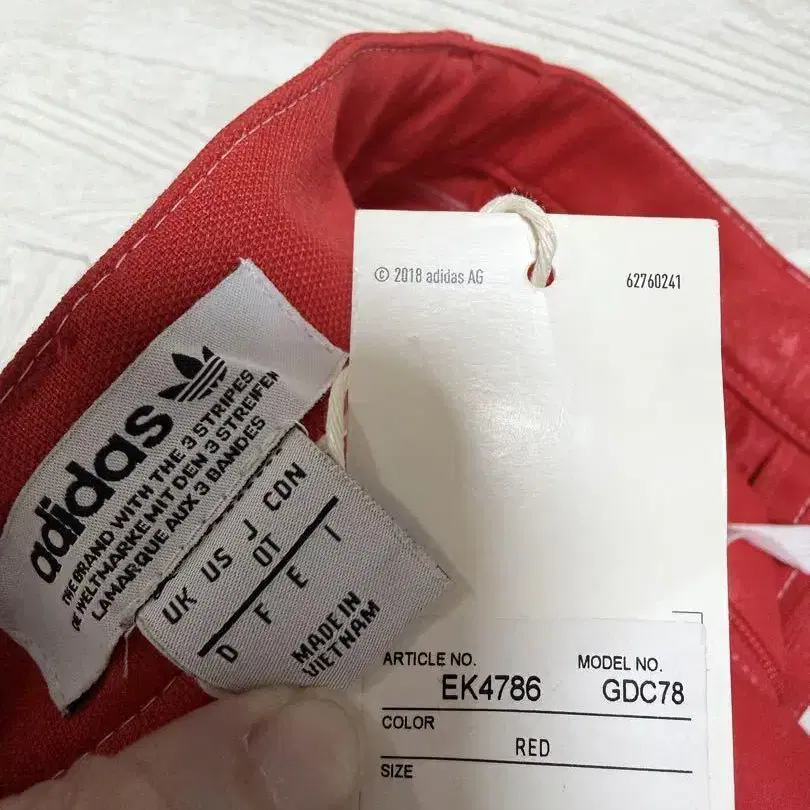 © 2018 adidas AG
62760241
adidas
THE BRAND WITH THE 3 STRIPES
DIE WELTMARKE MIT DEN 3 STREIFEN
LA MARQUE AUX 3 BANDES
UK US J CDN
OT
D F E I
MADE IN
VIETNAM
ARTICLE NO. MODEL NO.
EK4786 GDC78
COLOR
RED
SIZE